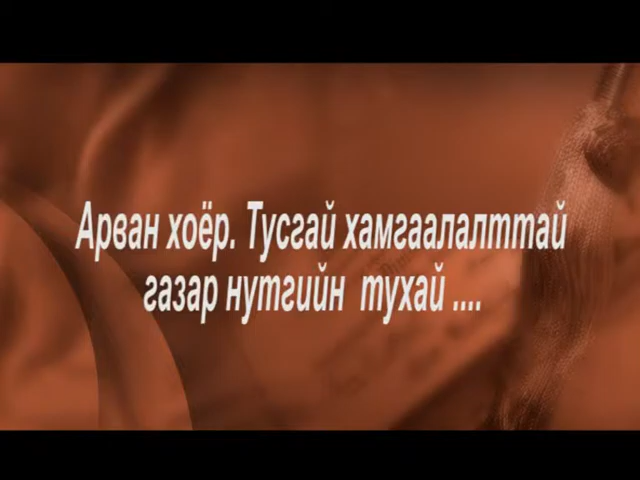 Арван хоёр. Тусгай хамгаалалттай
газар нутгийн тухай ....